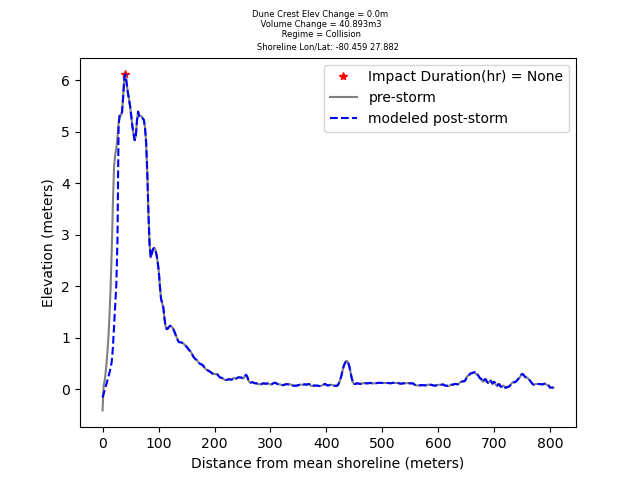 Dune Crest Elev Change = 0.0m
Volume Change = 40.893m3
Regime = Collision
Shoreline Lon/Lat: -80.459 27.882
Impact Duration(hr) = None
pre-storm
modeled post-storm
6
5
4
3
2
1
0
Elevation (meters)
0 100 200 300 400 500 600 700 800
Distance from mean shoreline (meters)